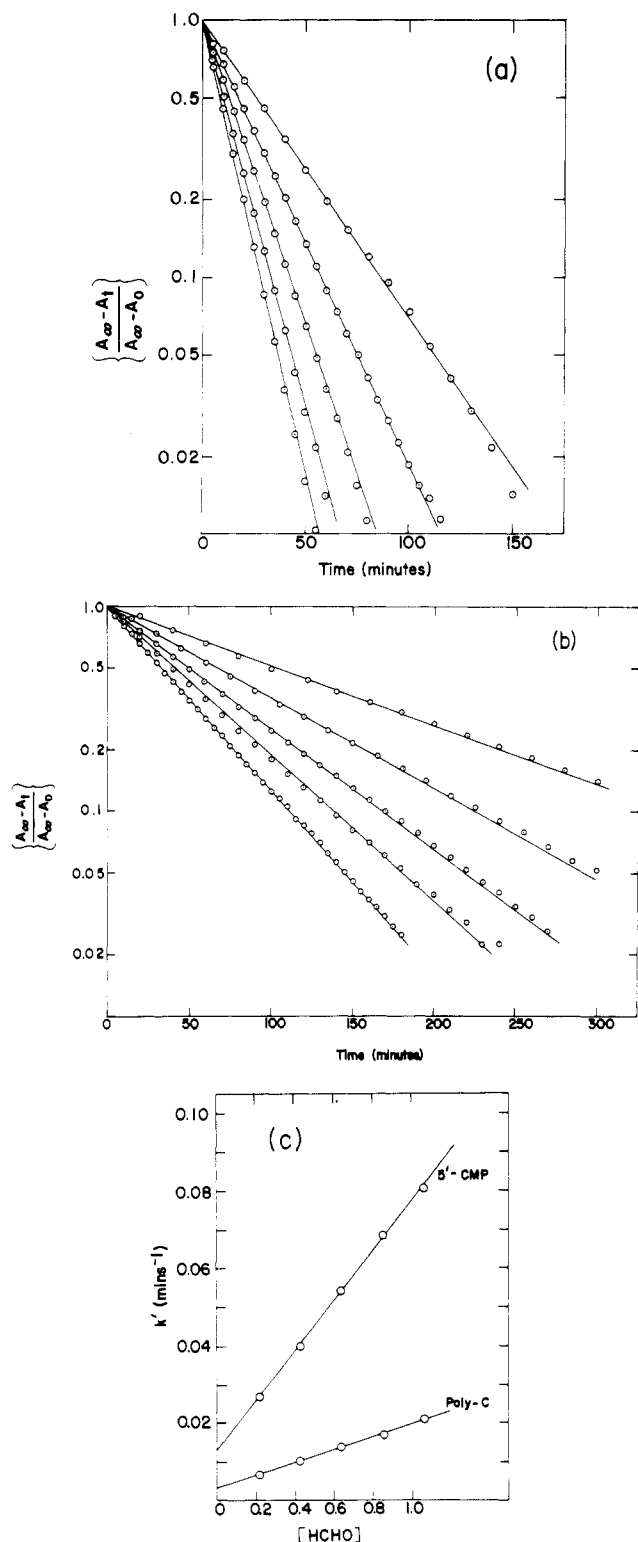 (a)
1.0
0.5
0.2
0.1
0.05
0.02
{A∞ - At / A∞ - A0}
0 50 100 150
Time (minutes)
(b)
1.0
0.5
0.2
0.1
0.05
0.02
{A∞ - At / A∞ - A0}
0 50 100 150 200 250 300
Time (minutes)
(c)
0.10
0.08
0.06
0.04
0.02
k' (mins⁻¹)
5'-CMP
Poly-C
0 0.2 0.4 0.6 0.8 1.0
[HCHO]